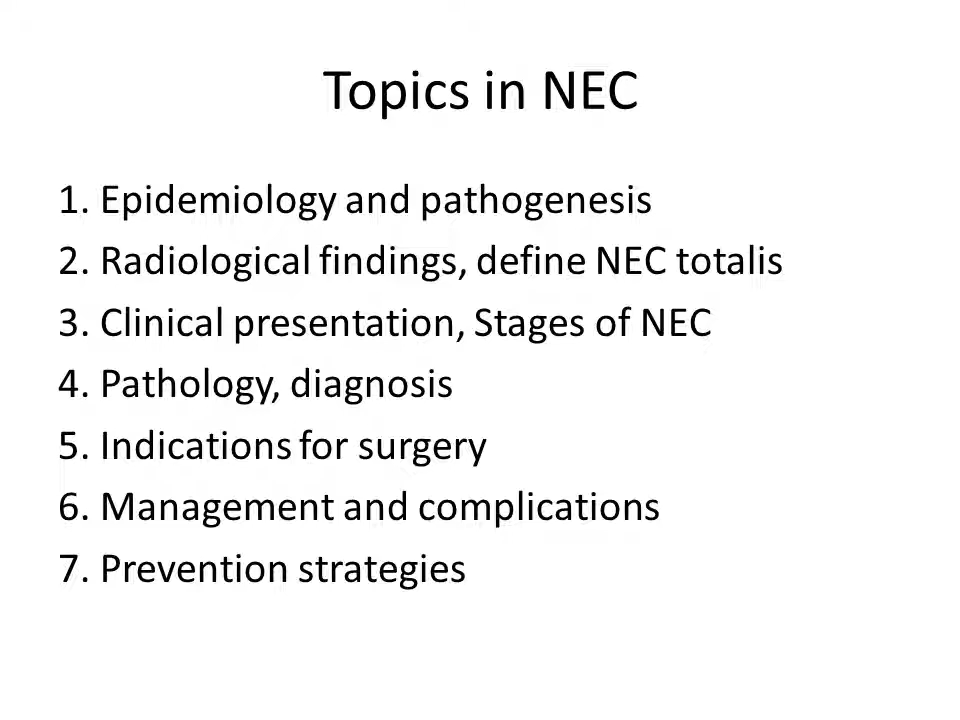 Topics in NEC
1. Epidemiology and pathogenesis
2. Radiological findings, define NEC totalis
3. Clinical presentation, Stages of NEC
4. Pathology, diagnosis
5. Indications for surgery
6. Management and complications
7. Prevention strategies